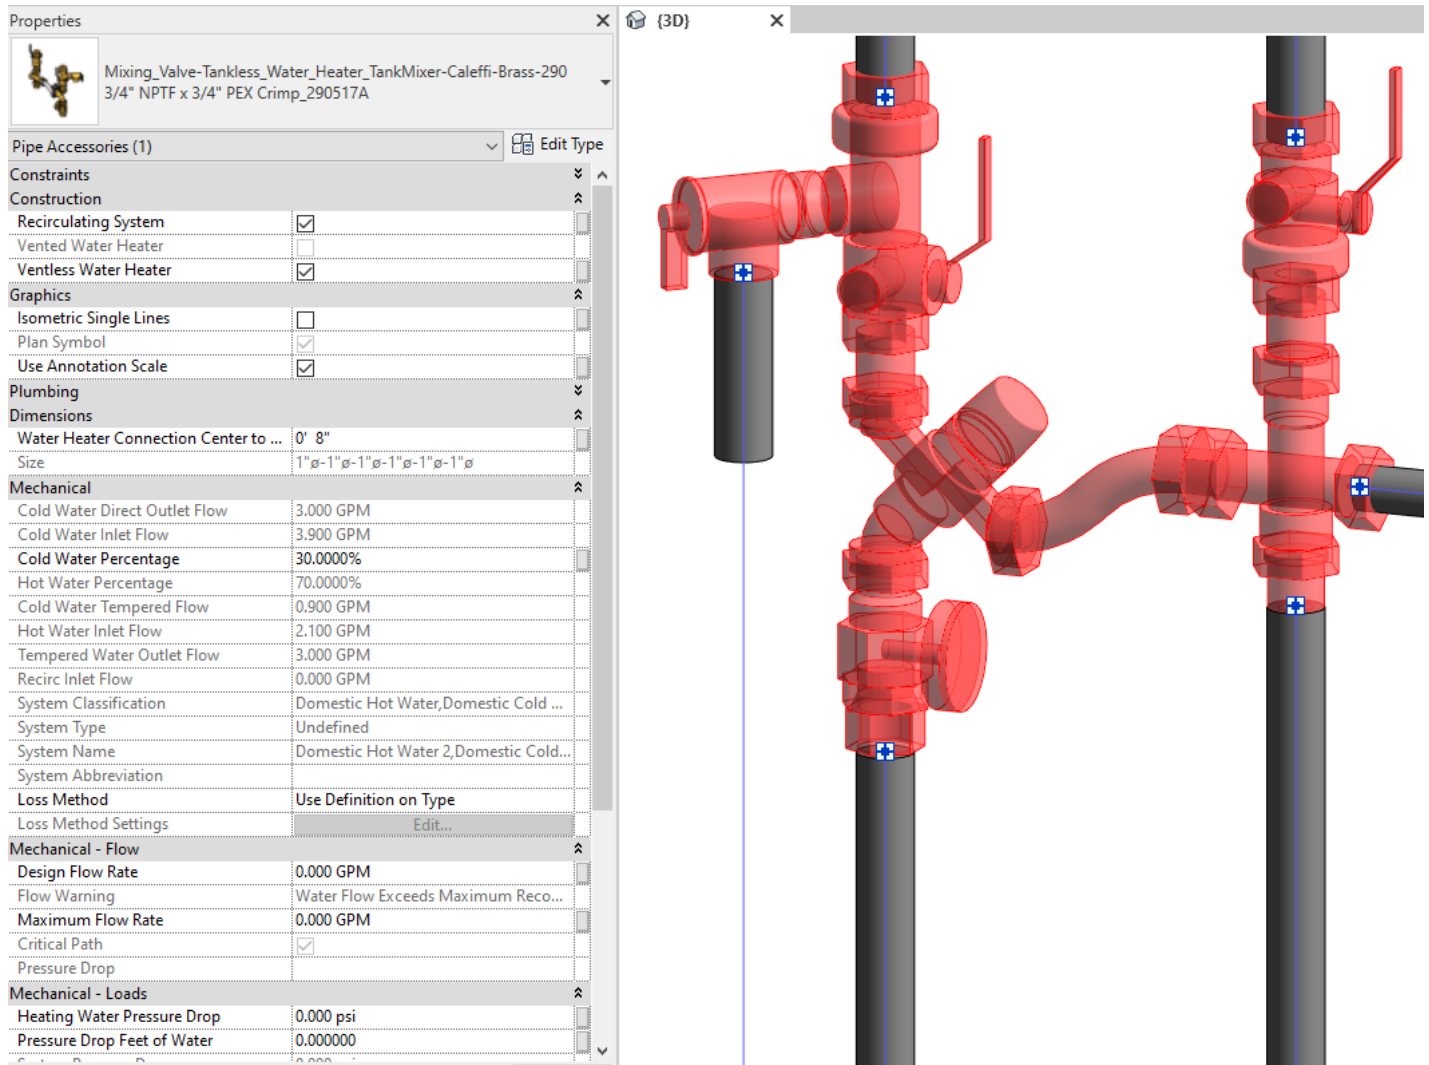 Properties
{3D}
Mixing_Valve-Tankless_Water_Heater_TankMixer-Caleffi-Brass-290
3/4" NPTF x 3/4" PEX Crimp_290517A
Pipe Accessories (1)
Edit Type
Constraints
Construction
Recirculating System
Vented Water Heater
Ventless Water Heater
Graphics
Isometric Single Lines
Plan Symbol
Use Annotation Scale
Plumbing
Dimensions
Water Heater Connection Center to ... 0' 8"
Size 1"ø-1"ø-1"ø-1"ø-1"ø-1"ø
Mechanical
Cold Water Direct Outlet Flow 3.000 GPM
Cold Water Inlet Flow 3.900 GPM
Cold Water Percentage 30.0000%
Hot Water Percentage 70.0000%
Cold Water Tempered Flow 0.900 GPM
Hot Water Inlet Flow 2.100 GPM
Tempered Water Outlet Flow 3.000 GPM
Recirc Inlet Flow 0.000 GPM
System Classification Domestic Hot Water,Domestic Cold ...
System Type Undefined
System Name Domestic Hot Water 2,Domestic Cold...
System Abbreviation
Loss Method Use Definition on Type
Loss Method Settings Edit...
Mechanical - Flow
Design Flow Rate 0.000 GPM
Flow Warning Water Flow Exceeds Maximum Reco...
Maximum Flow Rate 0.000 GPM
Critical Path
Pressure Drop
Mechanical - Loads
Heating Water Pressure Drop 0.000 psi
Pressure Drop Feet of Water 0.000000